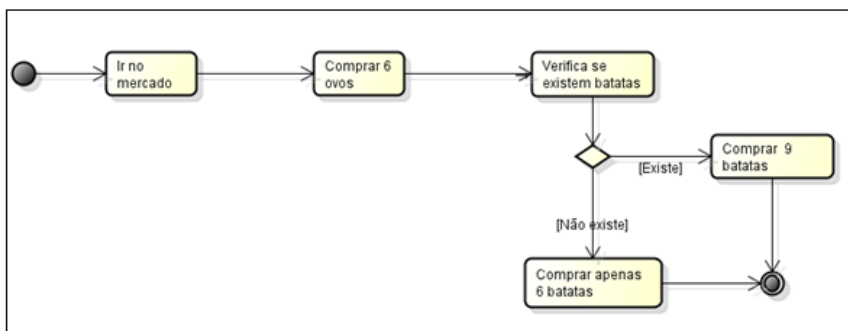 Ir no
mercado
Comprar 6
ovos
Verifica se
existem batatas
[Existe]
Comprar 9
batatas
[Não existe]
Comprar apenas
6 batatas